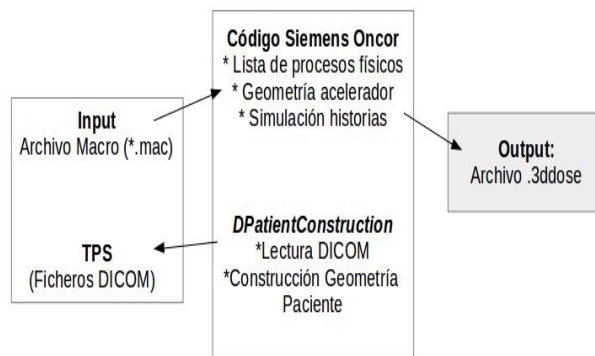 Input
Archivo Macro (*.mac)
TPS
(Ficheros DICOM)
Código Siemens Oncor
* Lista de procesos físicos
* Geometría acelerador
* Simulación historias
DPatientConstruction
*Lectura DICOM
*Construcción Geometría
Paciente
Output:
Archivo .3ddose